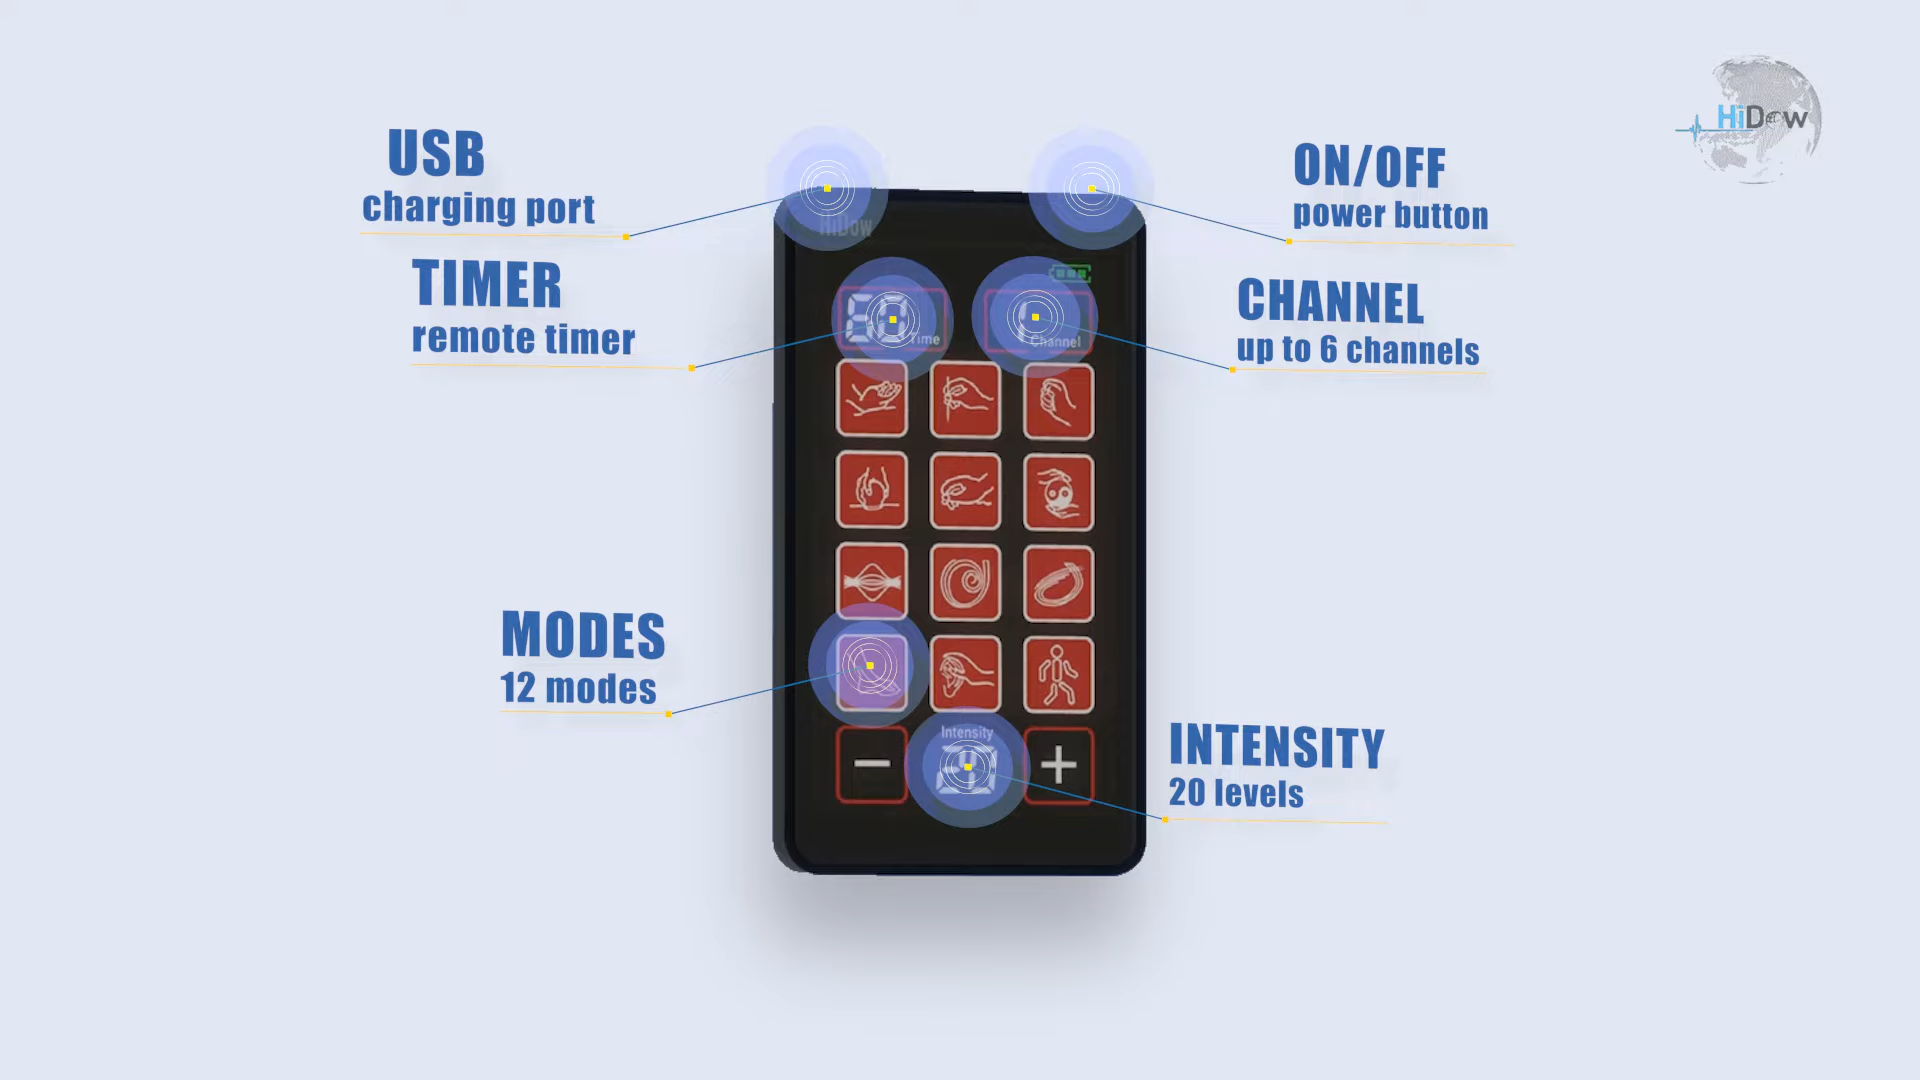 HiDow
USB
charging port
ON/OFF
power button
HiDow
TIMER
remote timer
CHANNEL
up to 6 channels
Time
Channel
MODES
12 modes
Intensity
INTENSITY
20 levels